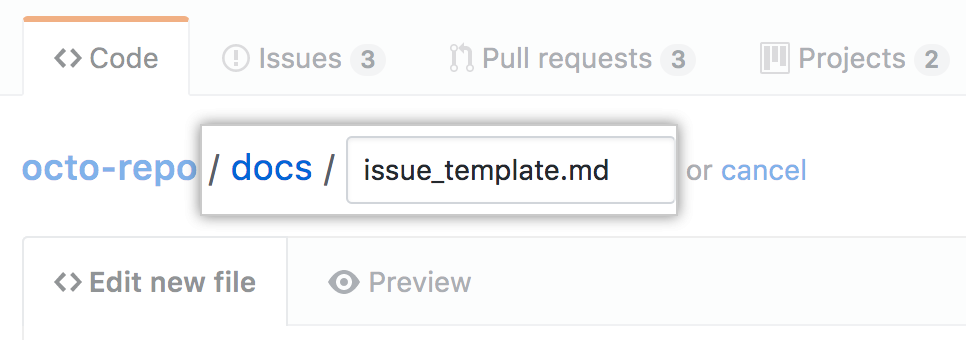 Code Issues 3 Pull requests 3 Projects 2
octo-repo / docs / issue_template.md or cancel
Edit new file Preview